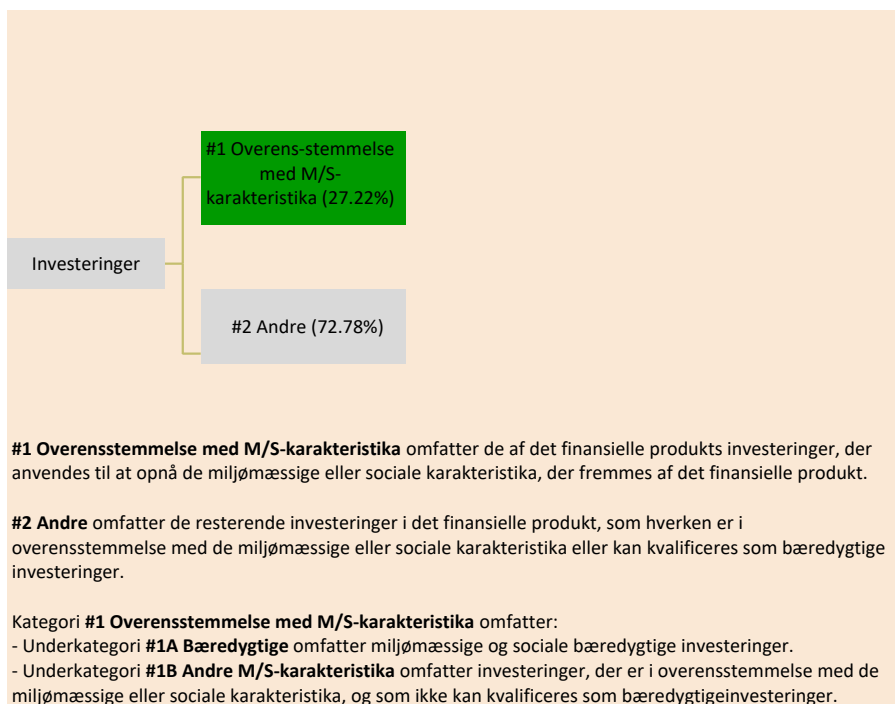 #1 Overens-stemmelse
med M/S-
karakteristika (27.22%)
Investeringer
#2 Andre (72.78%)
#1 Overensstemmelse med M/S-karakteristika omfatter de af det finansielle produkts investeringer, der
anvendes til at opnå de miljømæssige eller sociale karakteristika, der fremmes af det finansielle produkt.
#2 Andre omfatter de resterende investeringer i det finansielle produkt, som hverken er i
overensstemmelse med de miljømæssige eller sociale karakteristika eller kan kvalificeres som bæredygtige
investeringer.
Kategori #1 Overensstemmelse med M/S-karakteristika omfatter:
- Underkategori #1A Bæredygtige omfatter miljømæssige og sociale bæredygtige investeringer.
- Underkategori #1B Andre M/S-karakteristika omfatter investeringer, der er i overensstemmelse med de
miljømæssige eller sociale karakteristika, og som ikke kan kvalificeres som bæredygtigeinvesteringer.